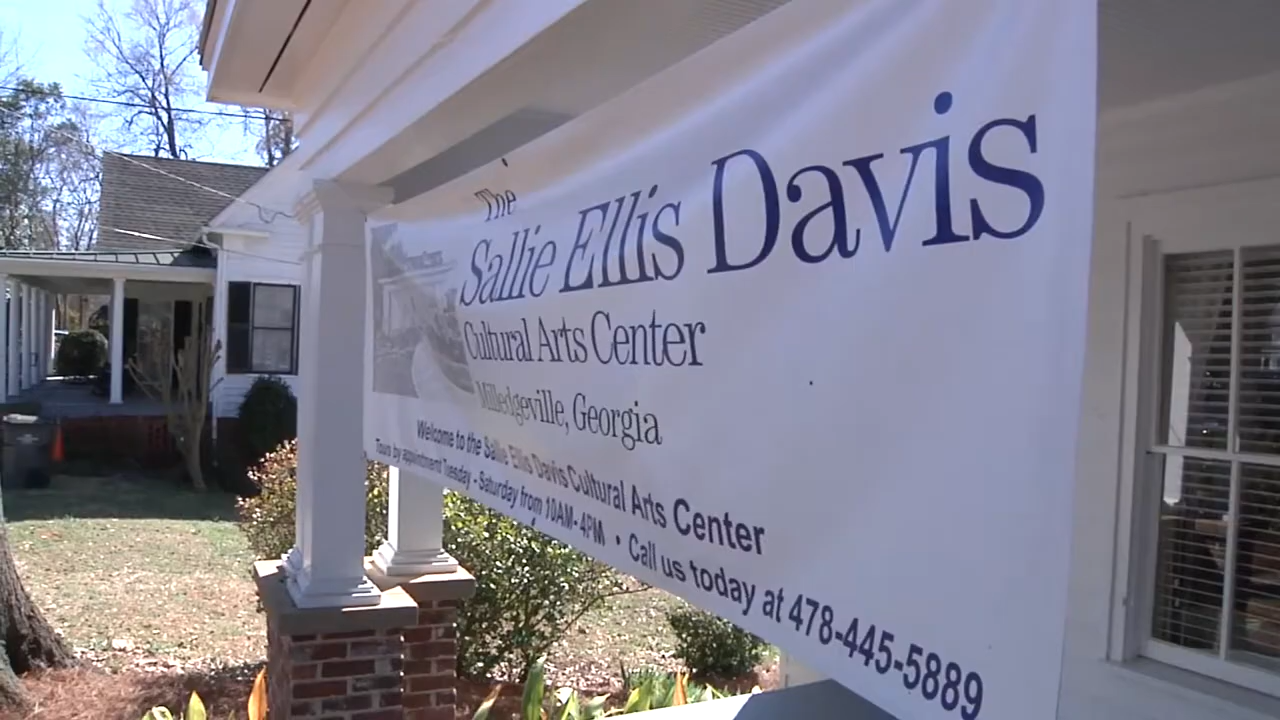 The
Sallie Ellis Davis
Cultural Arts Center
Milledgeville, Georgia
Welcome to the Sallie Ellis Davis Cultural Arts Center
Tours by appointment Tuesday - Saturday from 10AM- 4PM • Call us today at 478-445-5889